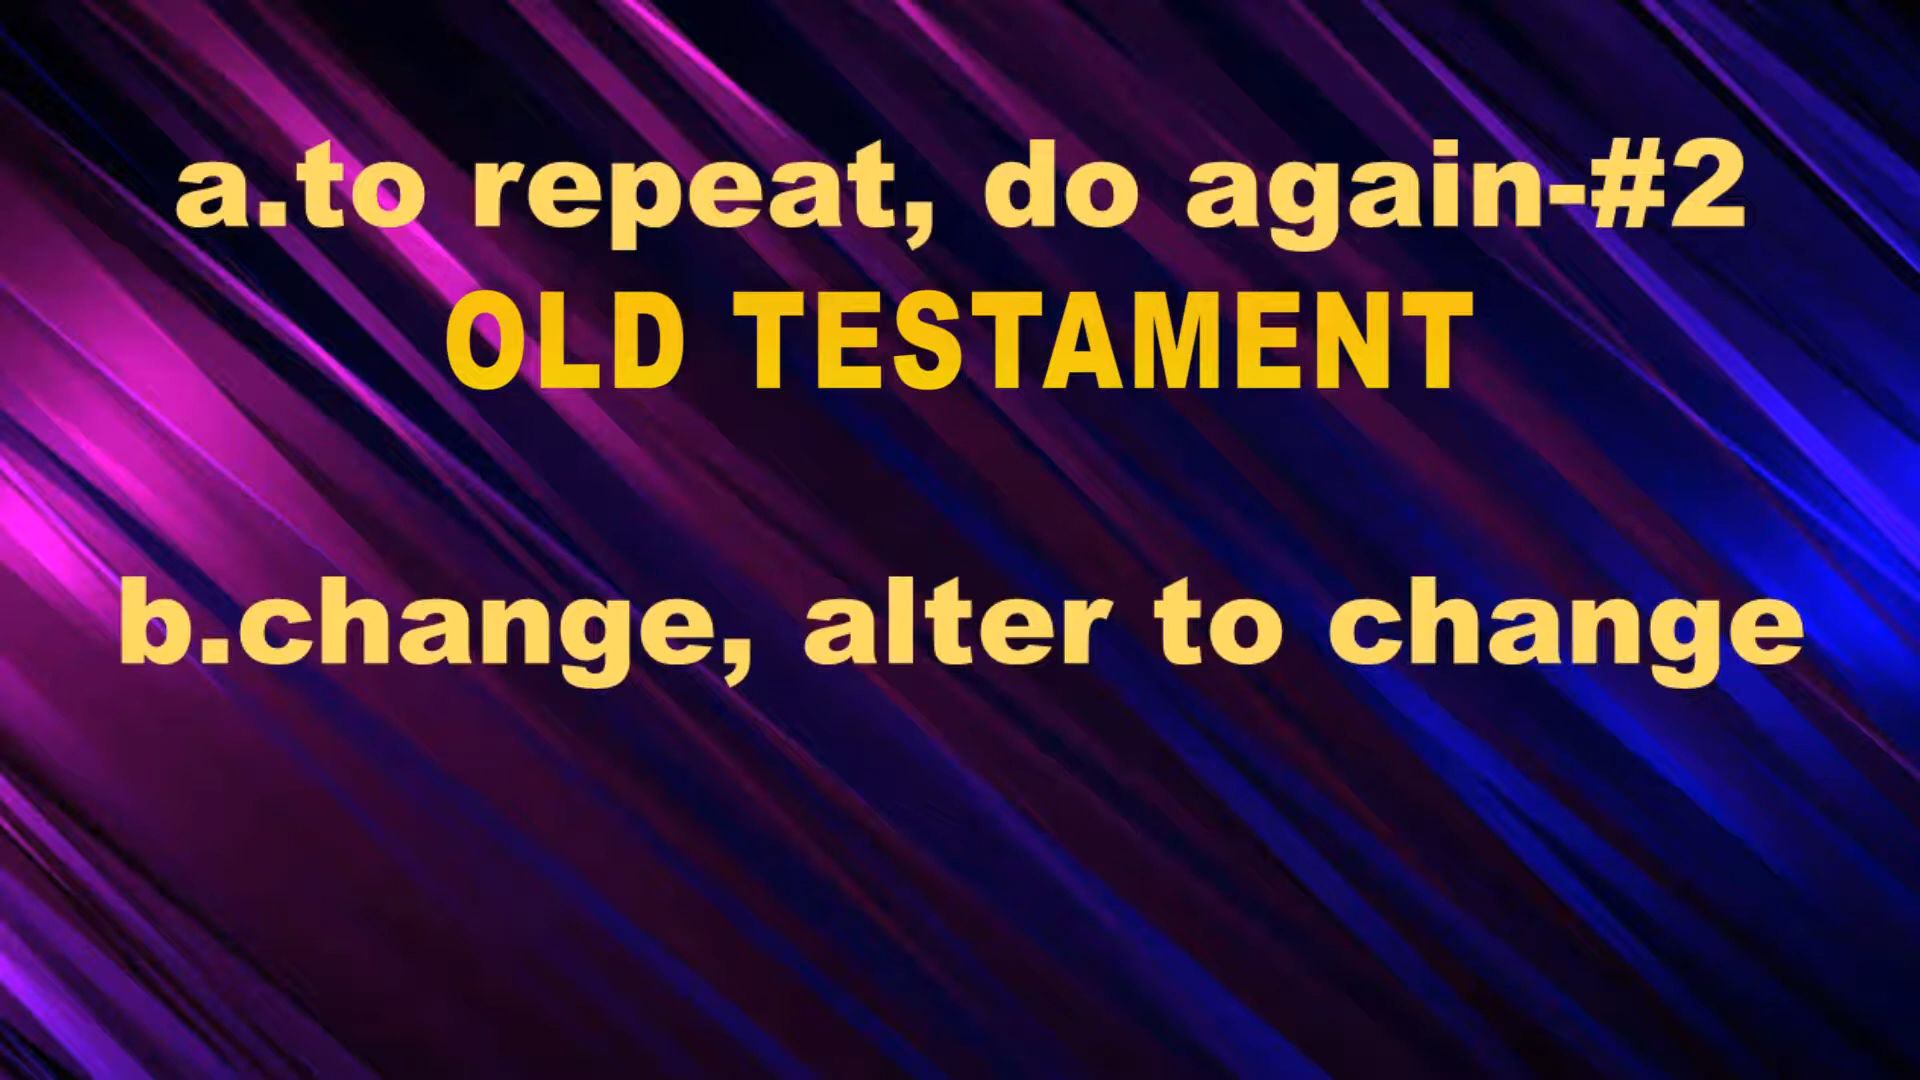 a.to repeat, do again-#2
OLD TESTAMENT
b.change, alter to change